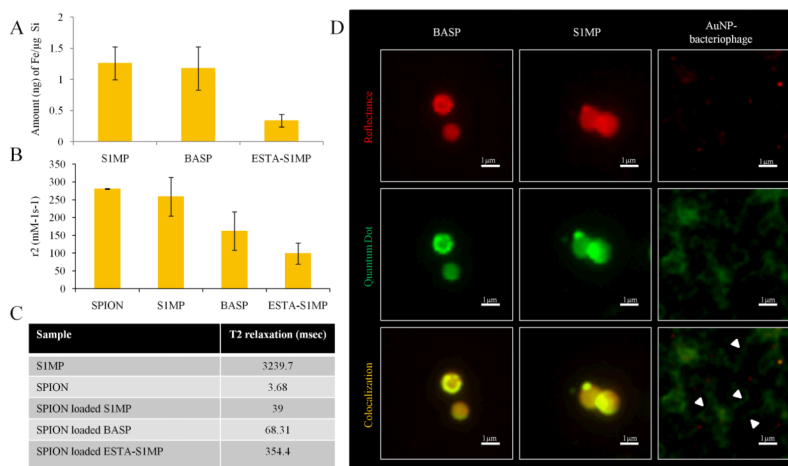 A
Amount (ng) of Fe/µg Si
1.5
1
0.5
0
S1MP
BASP
ESTA-S1MP
B
r2 (mM-1s-1)
350
300
250
200
150
100
50
0
SPION
S1MP
BASP
ESTA-S1MP
C
Sample T2 relaxation (msec)
S1MP 3239.7
SPION 3.68
SPION loaded S1MP 39
SPION loaded BASP 68.31
SPION loaded ESTA-S1MP 354.4
D
BASP
S1MP
AuNP-
bacteriophage
Reflectance
1µm
1µm
1µm
Quantum Dot
1µm
1µm
1µm
Colocalization
1µm
1µm
1µm